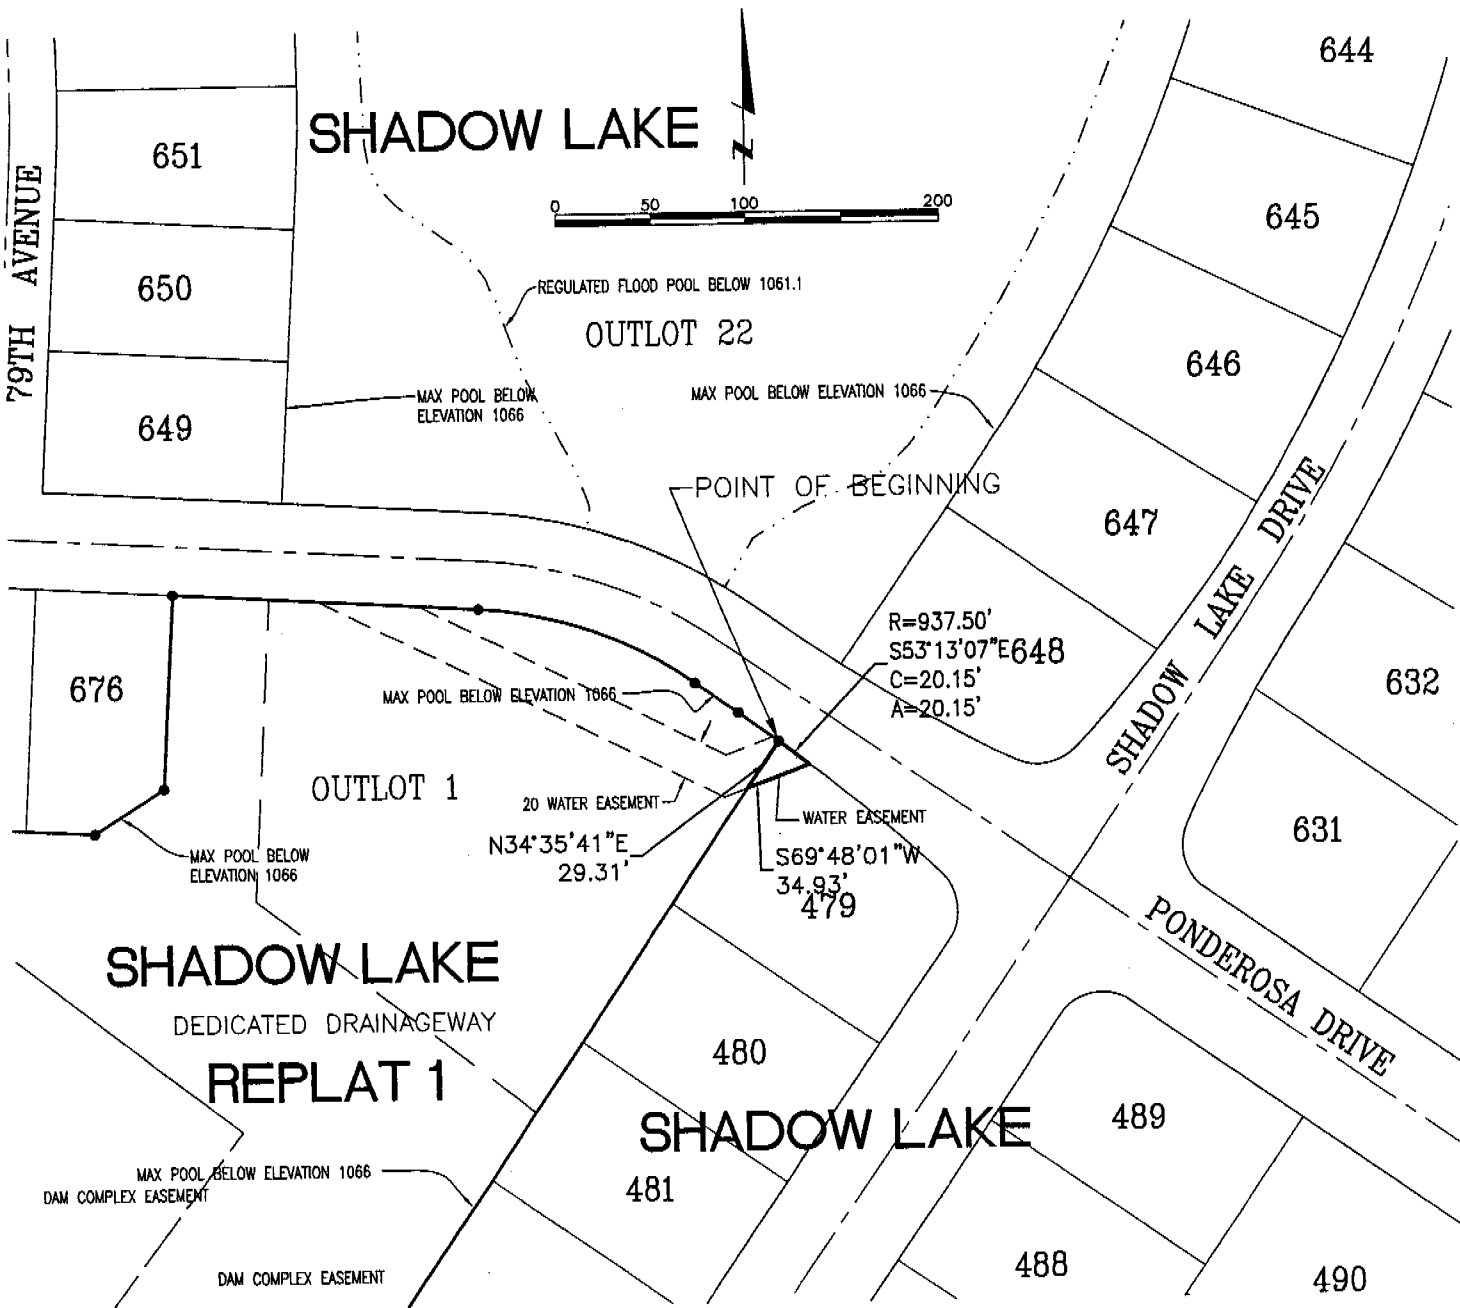 644
SHADOW LAKE
651
N
0 50 100 200
645
79TH AVENUE
650
REGULATED FLOOD POOL BELOW 1061.1
OUTLOT 22
646
MAX POOL BELOW
ELEVATION 1066
MAX POOL BELOW ELEVATION 1066
649
POINT OF BEGINNING
647
SHADOW LAKE DRIVE
R=937.50'
S53°13'07"E
C=20.15'
A=20.15'
648
676
MAX POOL BELOW ELEVATION 1066
632
OUTLOT 1
20 WATER EASEMENT
WATER EASEMENT
N34°35'41"E
29.31'
S69°48'01"W
34.93'
479
631
MAX POOL BELOW
ELEVATION 1066
PONDEROSA DRIVE
SHADOW LAKE
DEDICATED DRAINAGEWAY
REPLAT 1
480
SHADOW LAKE
489
MAX POOL BELOW ELEVATION 1066
DAM COMPLEX EASEMENT
481
DAM COMPLEX EASEMENT
488
490